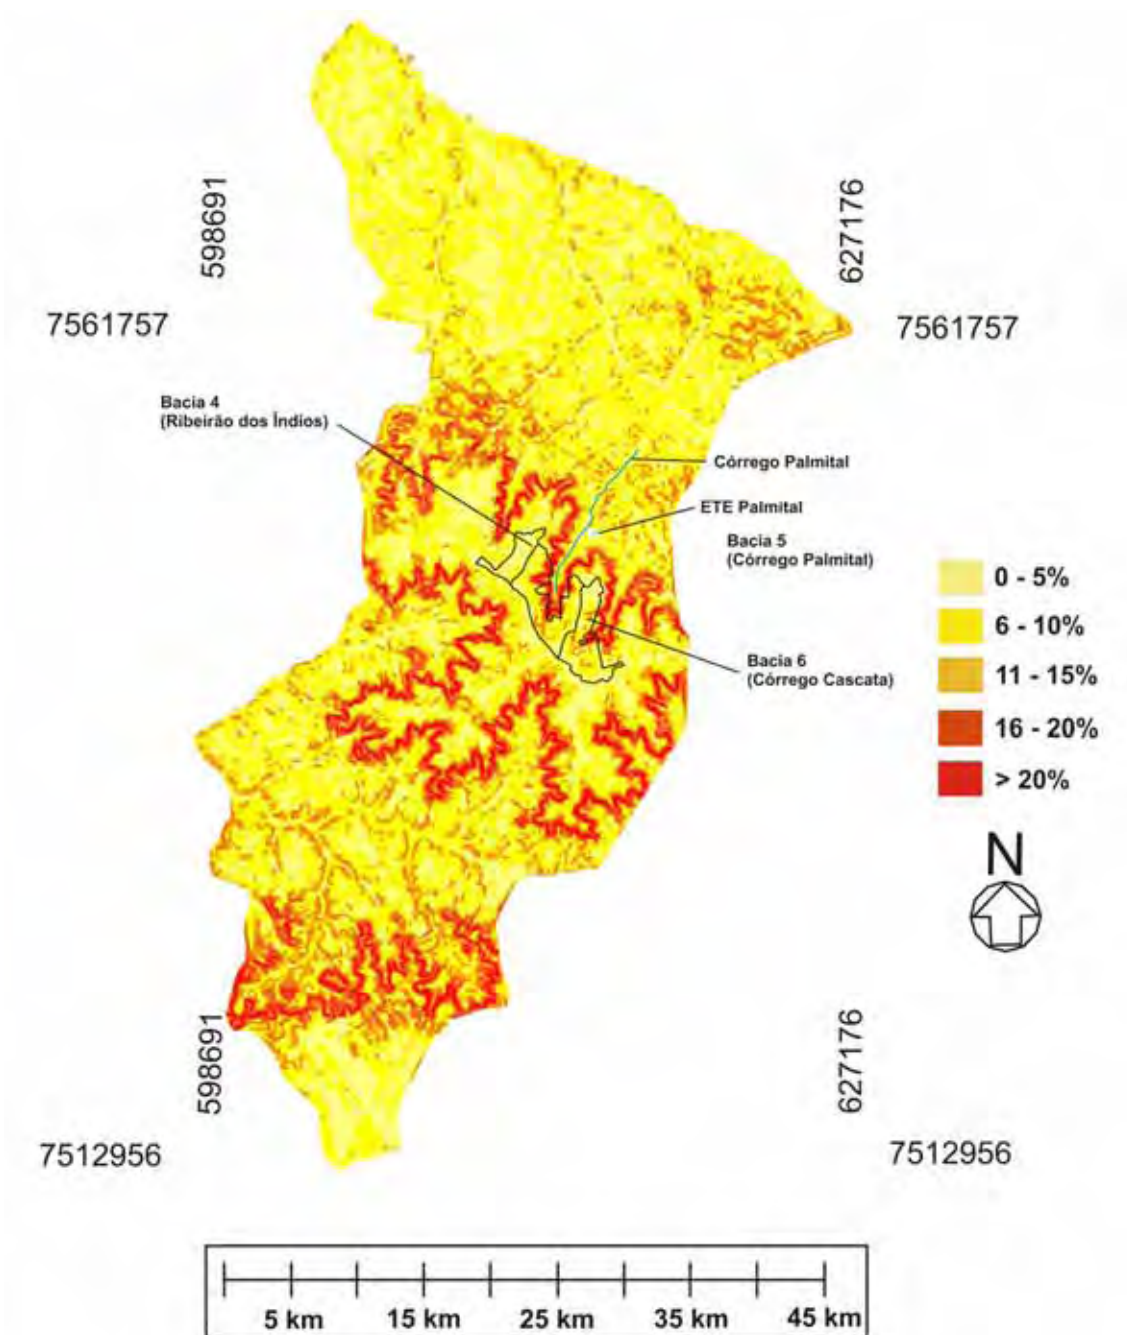 598691
627176
7561757
7561757
Bacia 4
(Ribeirão dos Índios)
Córrego Palmital
ETE Palmital
Bacia 5
(Córrego Palmital)
Bacia 6
(Córrego Cascata)
0 - 5%
6 - 10%
11 - 15%
16 - 20%
> 20%
N
598691
627176
7512956
7512956
5 km 15 km 25 km 35 km 45 km